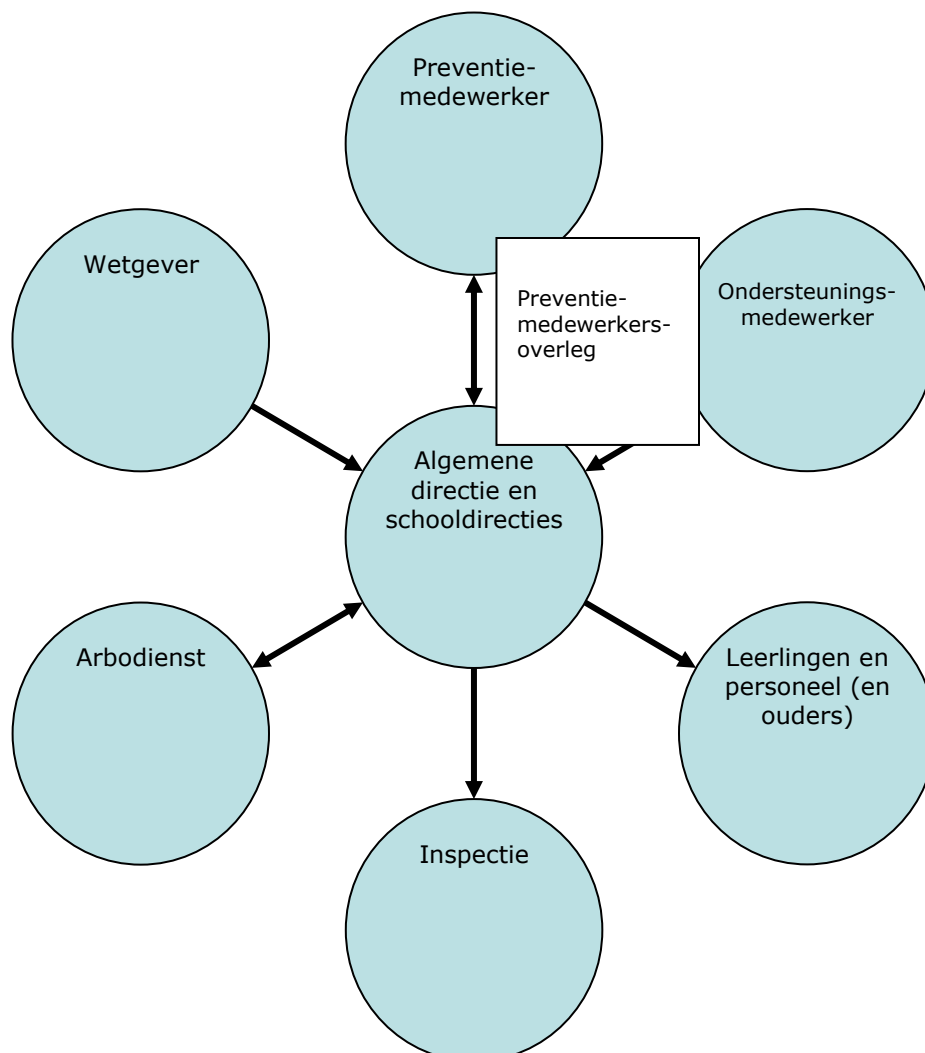 Preventie-
medewerker
Wetgever
Preventie-
medewerkers-
overleg
Ondersteunings-
medewerker
Algemene
directie en
schooldirecties
Arbodienst
Leerlingen en
personeel (en
ouders)
Inspectie